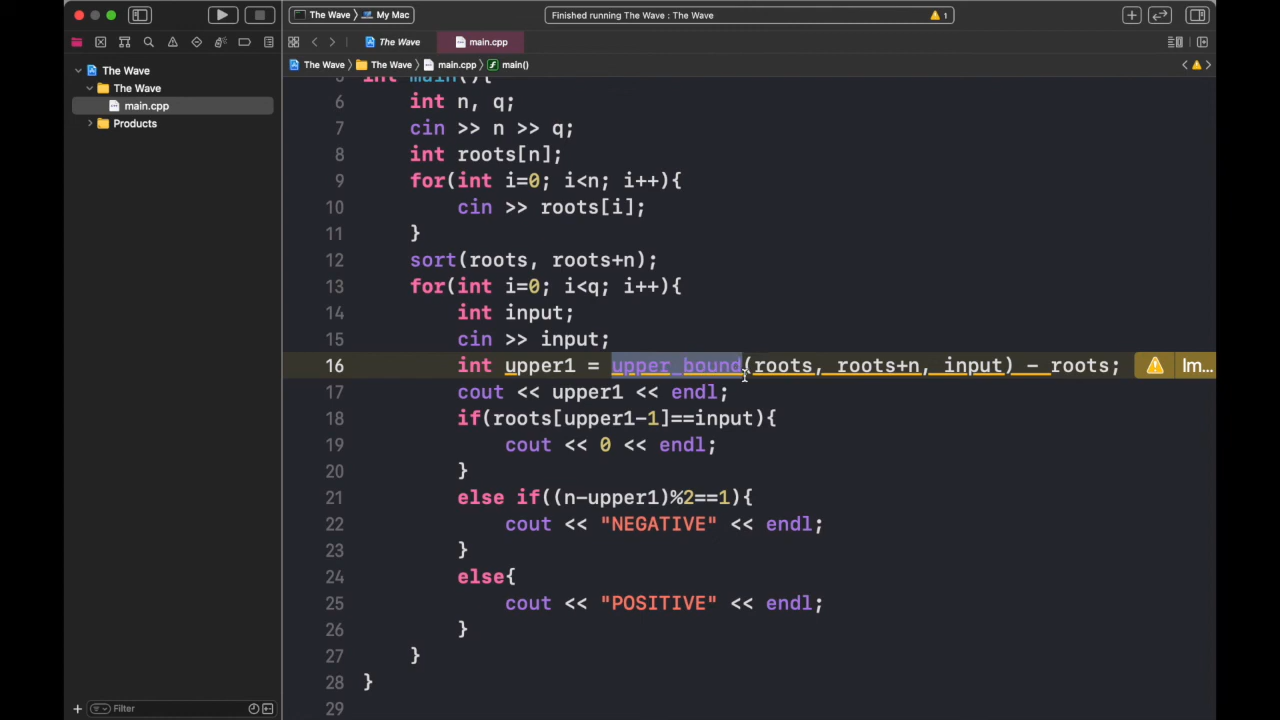 The Wave My Mac Finished running The Wave : The Wave 1
The Wave main.cpp
The Wave The Wave main.cpp main()
The Wave
The Wave
main.cpp
Products
int main(){
6 int n, q;
7 cin >> n >> q;
8 int roots[n];
9 for(int i=0; i<n; i++){
10 cin >> roots[i];
11 }
12 sort(roots, roots+n);
13 for(int i=0; i<q; i++){
14 int input;
15 cin >> input;
16 int upper1 = upper_bound(roots, roots+n, input) - roots; Im...
17 cout << upper1 << endl;
18 if(roots[upper1-1]==input){
19 cout << 0 << endl;
20 }
21 else if((n-upper1)%2==1){
22 cout << "NEGATIVE" << endl;
23 }
24 else{
25 cout << "POSITIVE" << endl;
26 }
27 }
28 }
29
Filter